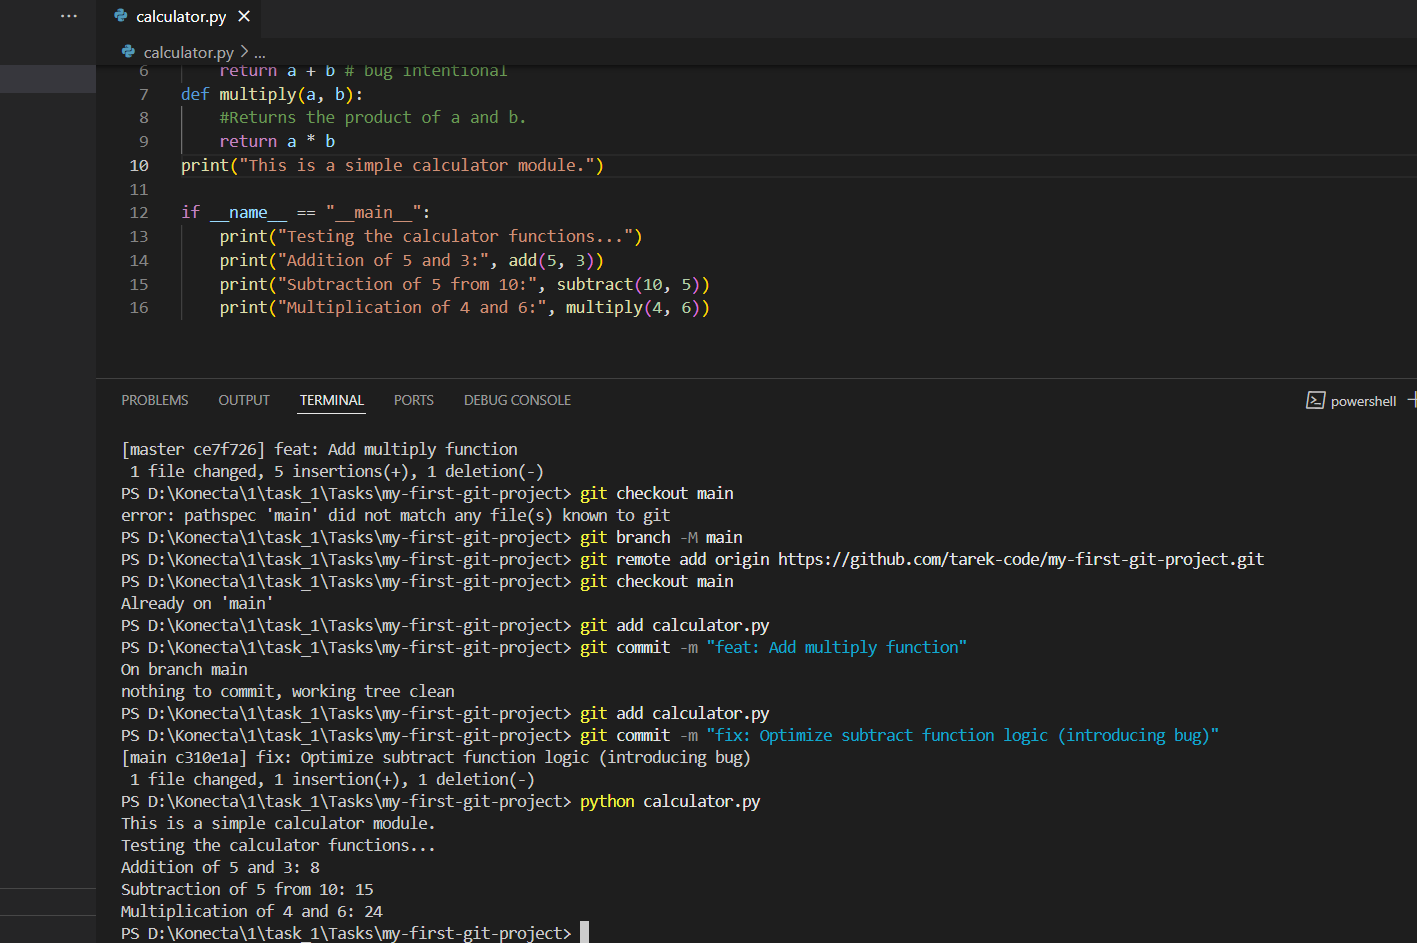 ...
calculator.py ×
calculator.py > ...
6 return a + b # bug intentional
7 def multiply(a, b):
8 #Returns the product of a and b.
9 return a * b
10 print("This is a simple calculator module.")
11
12 if __name__ == "__main__":
13 print("Testing the calculator functions...")
14 print("Addition of 5 and 3:", add(5, 3))
15 print("Subtraction of 5 from 10:", subtract(10, 5))
16 print("Multiplication of 4 and 6:", multiply(4, 6))
PROBLEMS OUTPUT TERMINAL PORTS DEBUG CONSOLE powershell +
[master ce7f726] feat: Add multiply function
1 file changed, 5 insertions(+), 1 deletion(-)
PS D:\Konecta\1\task_1\Tasks\my-first-git-project> git checkout main
error: pathspec 'main' did not match any file(s) known to git
PS D:\Konecta\1\task_1\Tasks\my-first-git-project> git branch -M main
PS D:\Konecta\1\task_1\Tasks\my-first-git-project> git remote add origin https://github.com/tarek-code/my-first-git-project.git
PS D:\Konecta\1\task_1\Tasks\my-first-git-project> git checkout main
Already on 'main'
PS D:\Konecta\1\task_1\Tasks\my-first-git-project> git add calculator.py
PS D:\Konecta\1\task_1\Tasks\my-first-git-project> git commit -m "feat: Add multiply function"
On branch main
nothing to commit, working tree clean
PS D:\Konecta\1\task_1\Tasks\my-first-git-project> git add calculator.py
PS D:\Konecta\1\task_1\Tasks\my-first-git-project> git commit -m "fix: Optimize subtract function logic (introducing bug)"
[main c310e1a] fix: Optimize subtract function logic (introducing bug)
1 file changed, 1 insertion(+), 1 deletion(-)
PS D:\Konecta\1\task_1\Tasks\my-first-git-project> python calculator.py
This is a simple calculator module.
Testing the calculator functions...
Addition of 5 and 3: 8
Subtraction of 5 from 10: 15
Multiplication of 4 and 6: 24
PS D:\Konecta\1\task_1\Tasks\my-first-git-project>